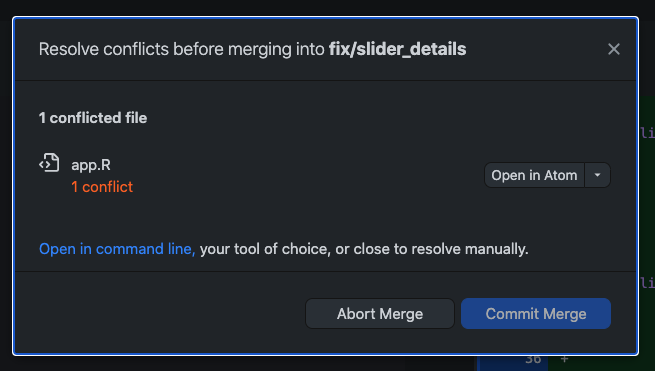 Resolve conflicts before merging into fix/slider_details
1 conflicted file
app.R
1 conflict
Open in Atom
Open in command line, your tool of choice, or close to resolve manually.
Abort Merge
Commit Merge
li
li
36 +